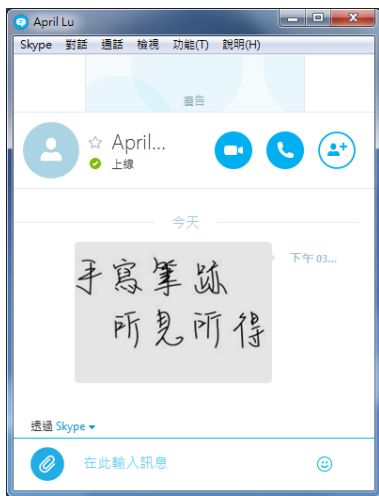 April Lu
Skype 對話 通話 檢視 功能(T) 說明(H)
廣告
April...
上線
今天
下午 03...
手寫筆跡
所見所得
透過 Skype
在此輸入訊息